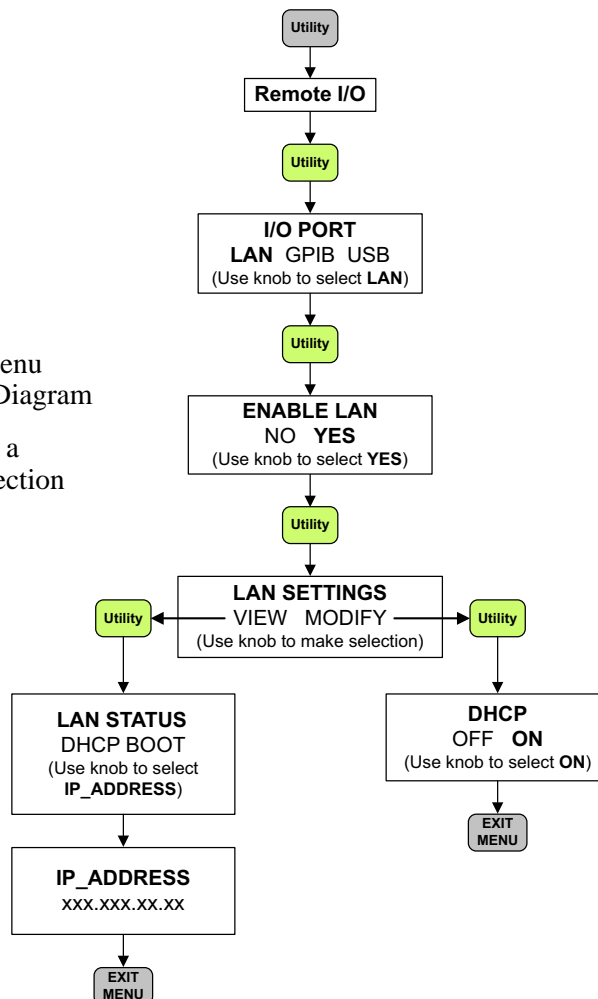 Utility
Remote I/O
Utility
I/O PORT
LAN GPIB USB
(Use knob to select LAN)
enu
Diagram
a
ection
Utility
ENABLE LAN
NO YES
(Use knob to select YES)
Utility
LAN SETTINGS
Utility VIEW MODIFY Utility
(Use knob to make selection)
LAN STATUS
DHCP BOOT
(Use knob to select
IP_ADDRESS)
DHCP
OFF ON
(Use knob to select ON)
EXIT
MENU
IP_ADDRESS
xxx.xxx.xx.xx
EXIT
MENU